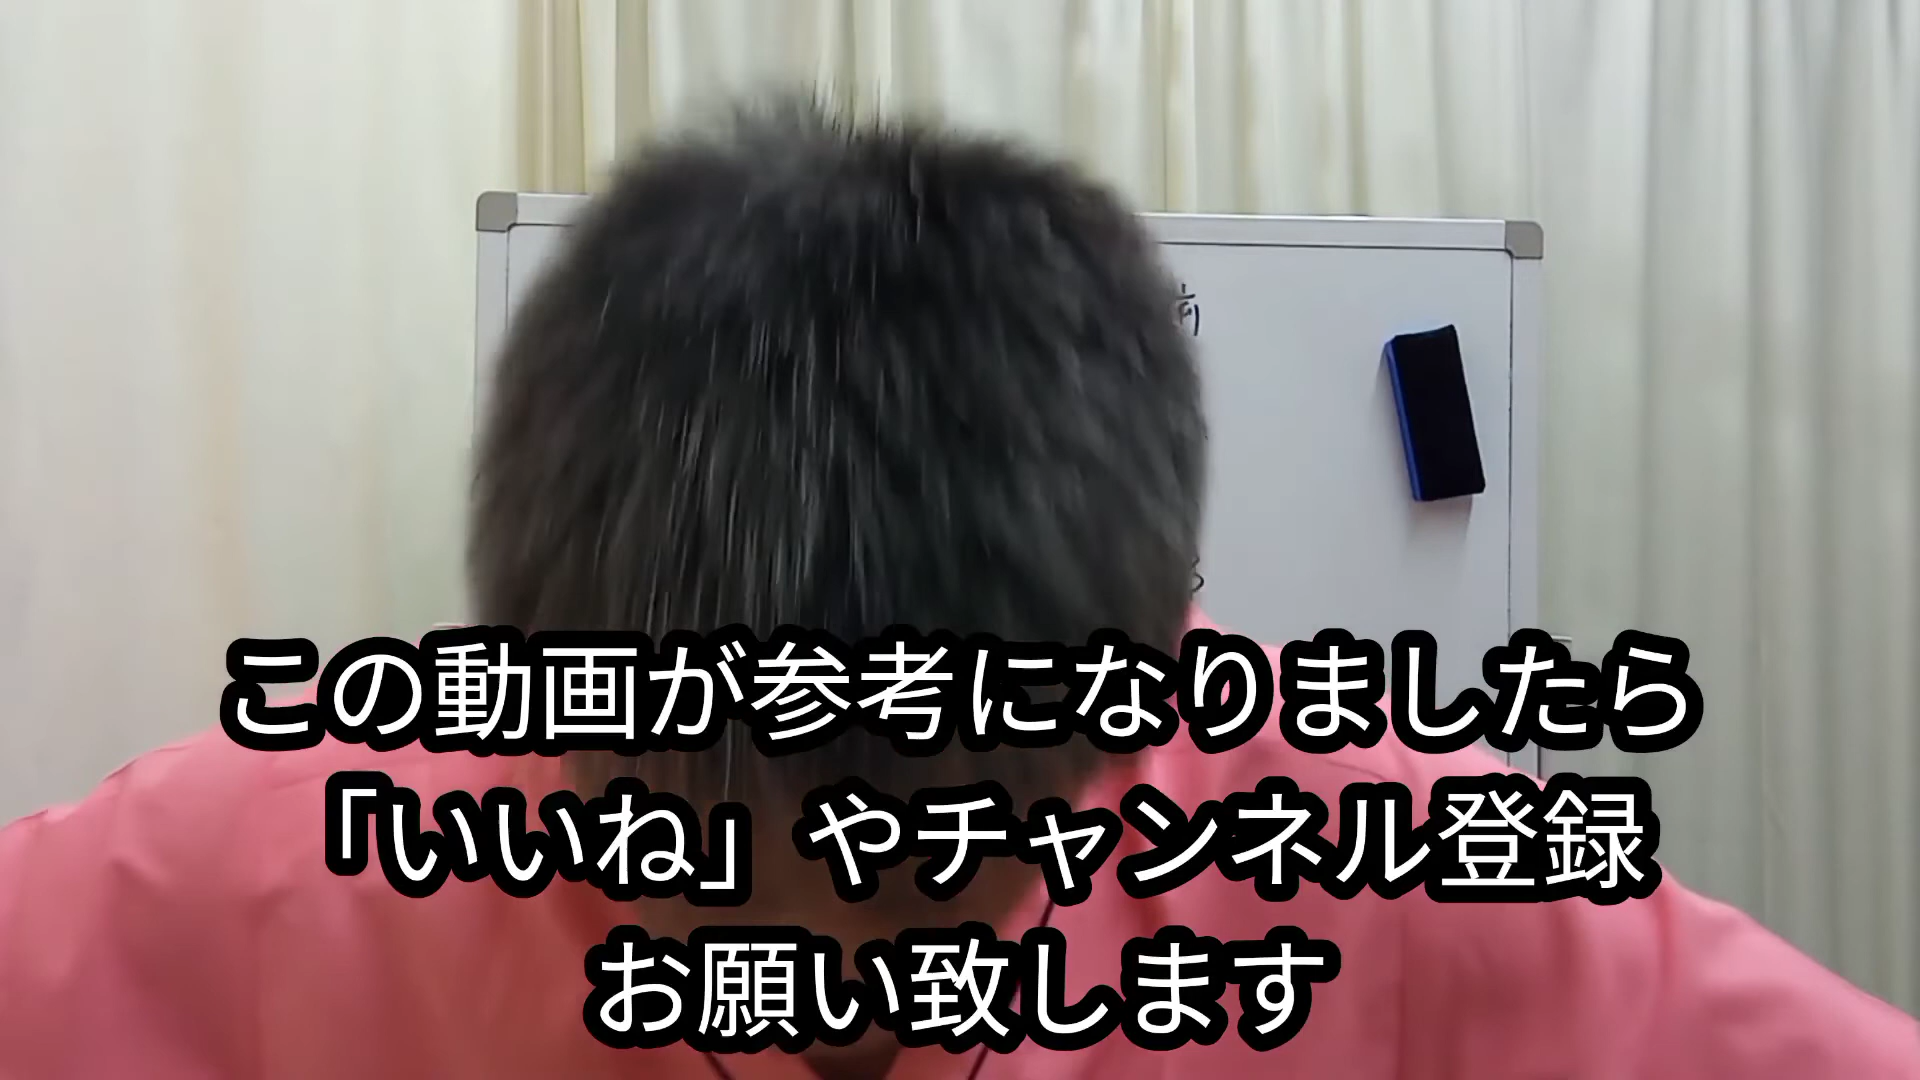 この動画が参考になりましたら
「いいね」やチャンネル登録
お願い致します